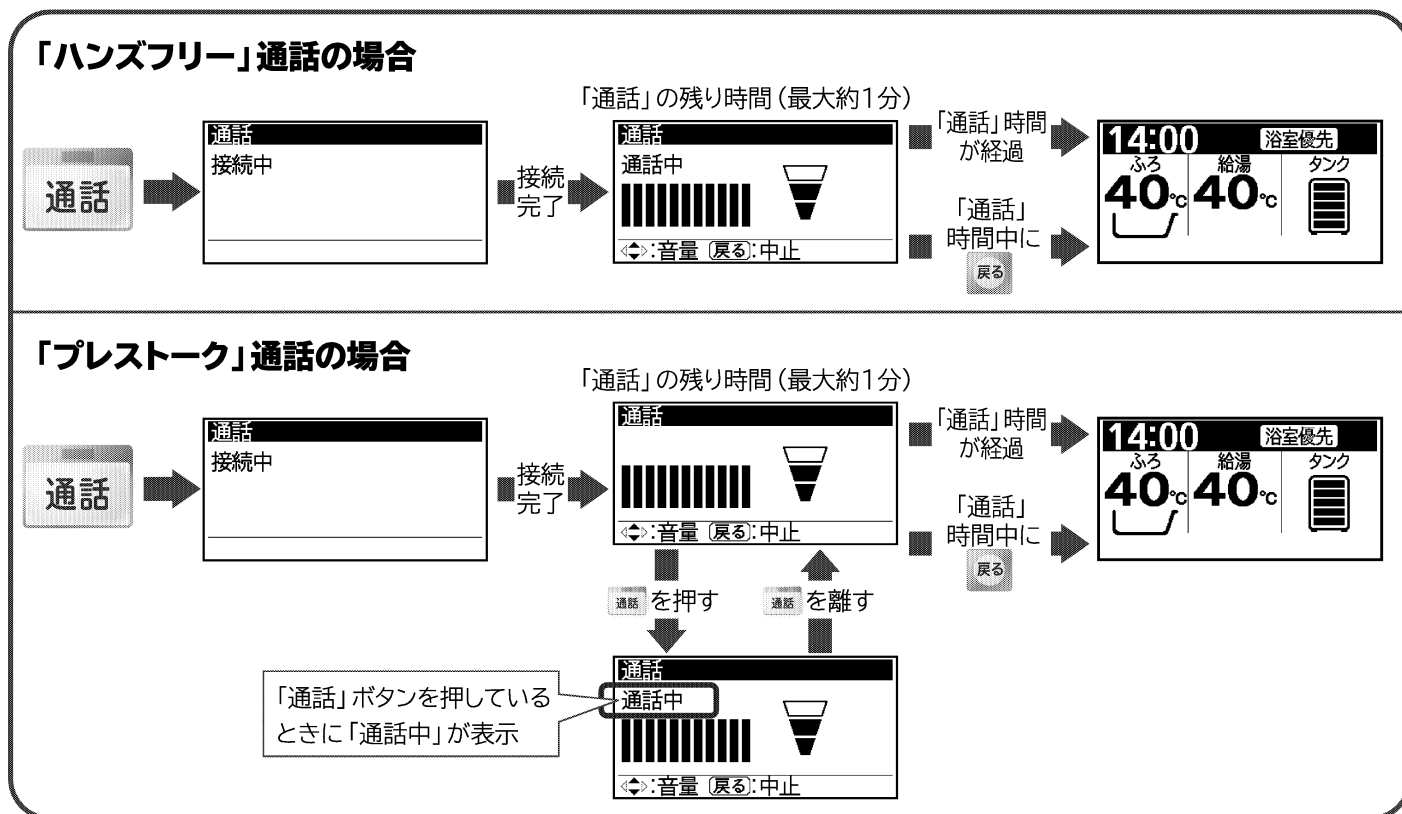 「ハンズフリー」通話の場合
「通話」の残り時間（最大約1分）
通話
通話
接続中
接続
完了
通話
通話中
:音量 戻る:中止
「通話」時間
が経過
「通話」
時間中に
戻る
14:00 浴室優先
ふろ 給湯 タンク
40℃ 40℃
「プレストーク」通話の場合
「通話」の残り時間（最大約1分）
通話
通話
接続中
接続
完了
通話
:音量 戻る:中止
「通話」時間
が経過
「通話」
時間中に
戻る
14:00 浴室優先
ふろ 給湯 タンク
40℃ 40℃
通話 を押す
通話 を離す
「通話」ボタンを押している
ときに「通話中」が表示
通話
通話中
:音量 戻る:中止